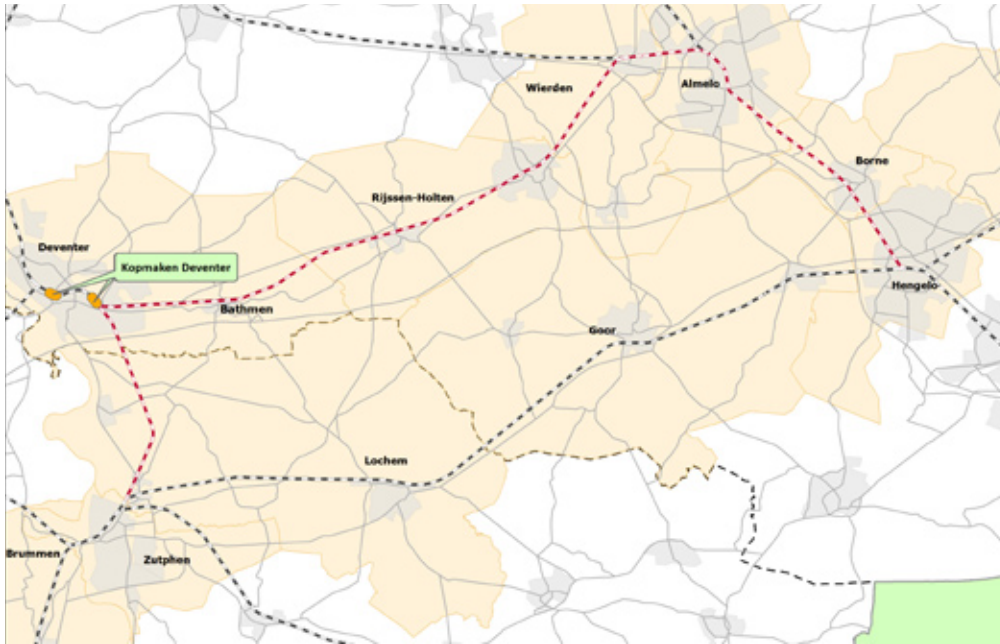 Wierden
Almelo
Borne
Rijssen-Holten
Deventer
Kopmaken Deventer
Hengelo
Bathmen
Goor
Lochem
Brummen
Zutphen